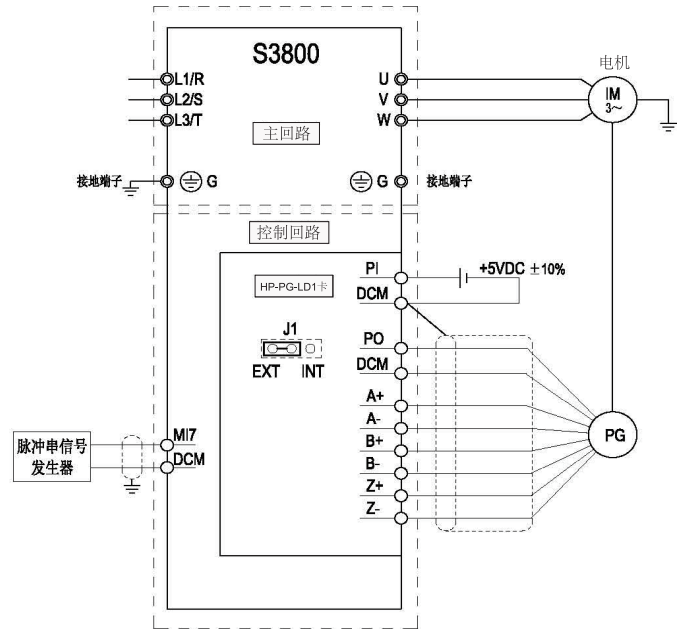 S3800
电机
L1/R
L2/S
L3/T
U
V
W
IM
3~
主回路
接地端子
G
G
接地端子
控制回路
HP-PG-LD1卡
PI
+5VDC ±10%
DCM
J1
EXT INT
PO
DCM
A+
A-
B+
B-
Z+
Z-
PG
脉冲串信号
发生器
MI7
DCM